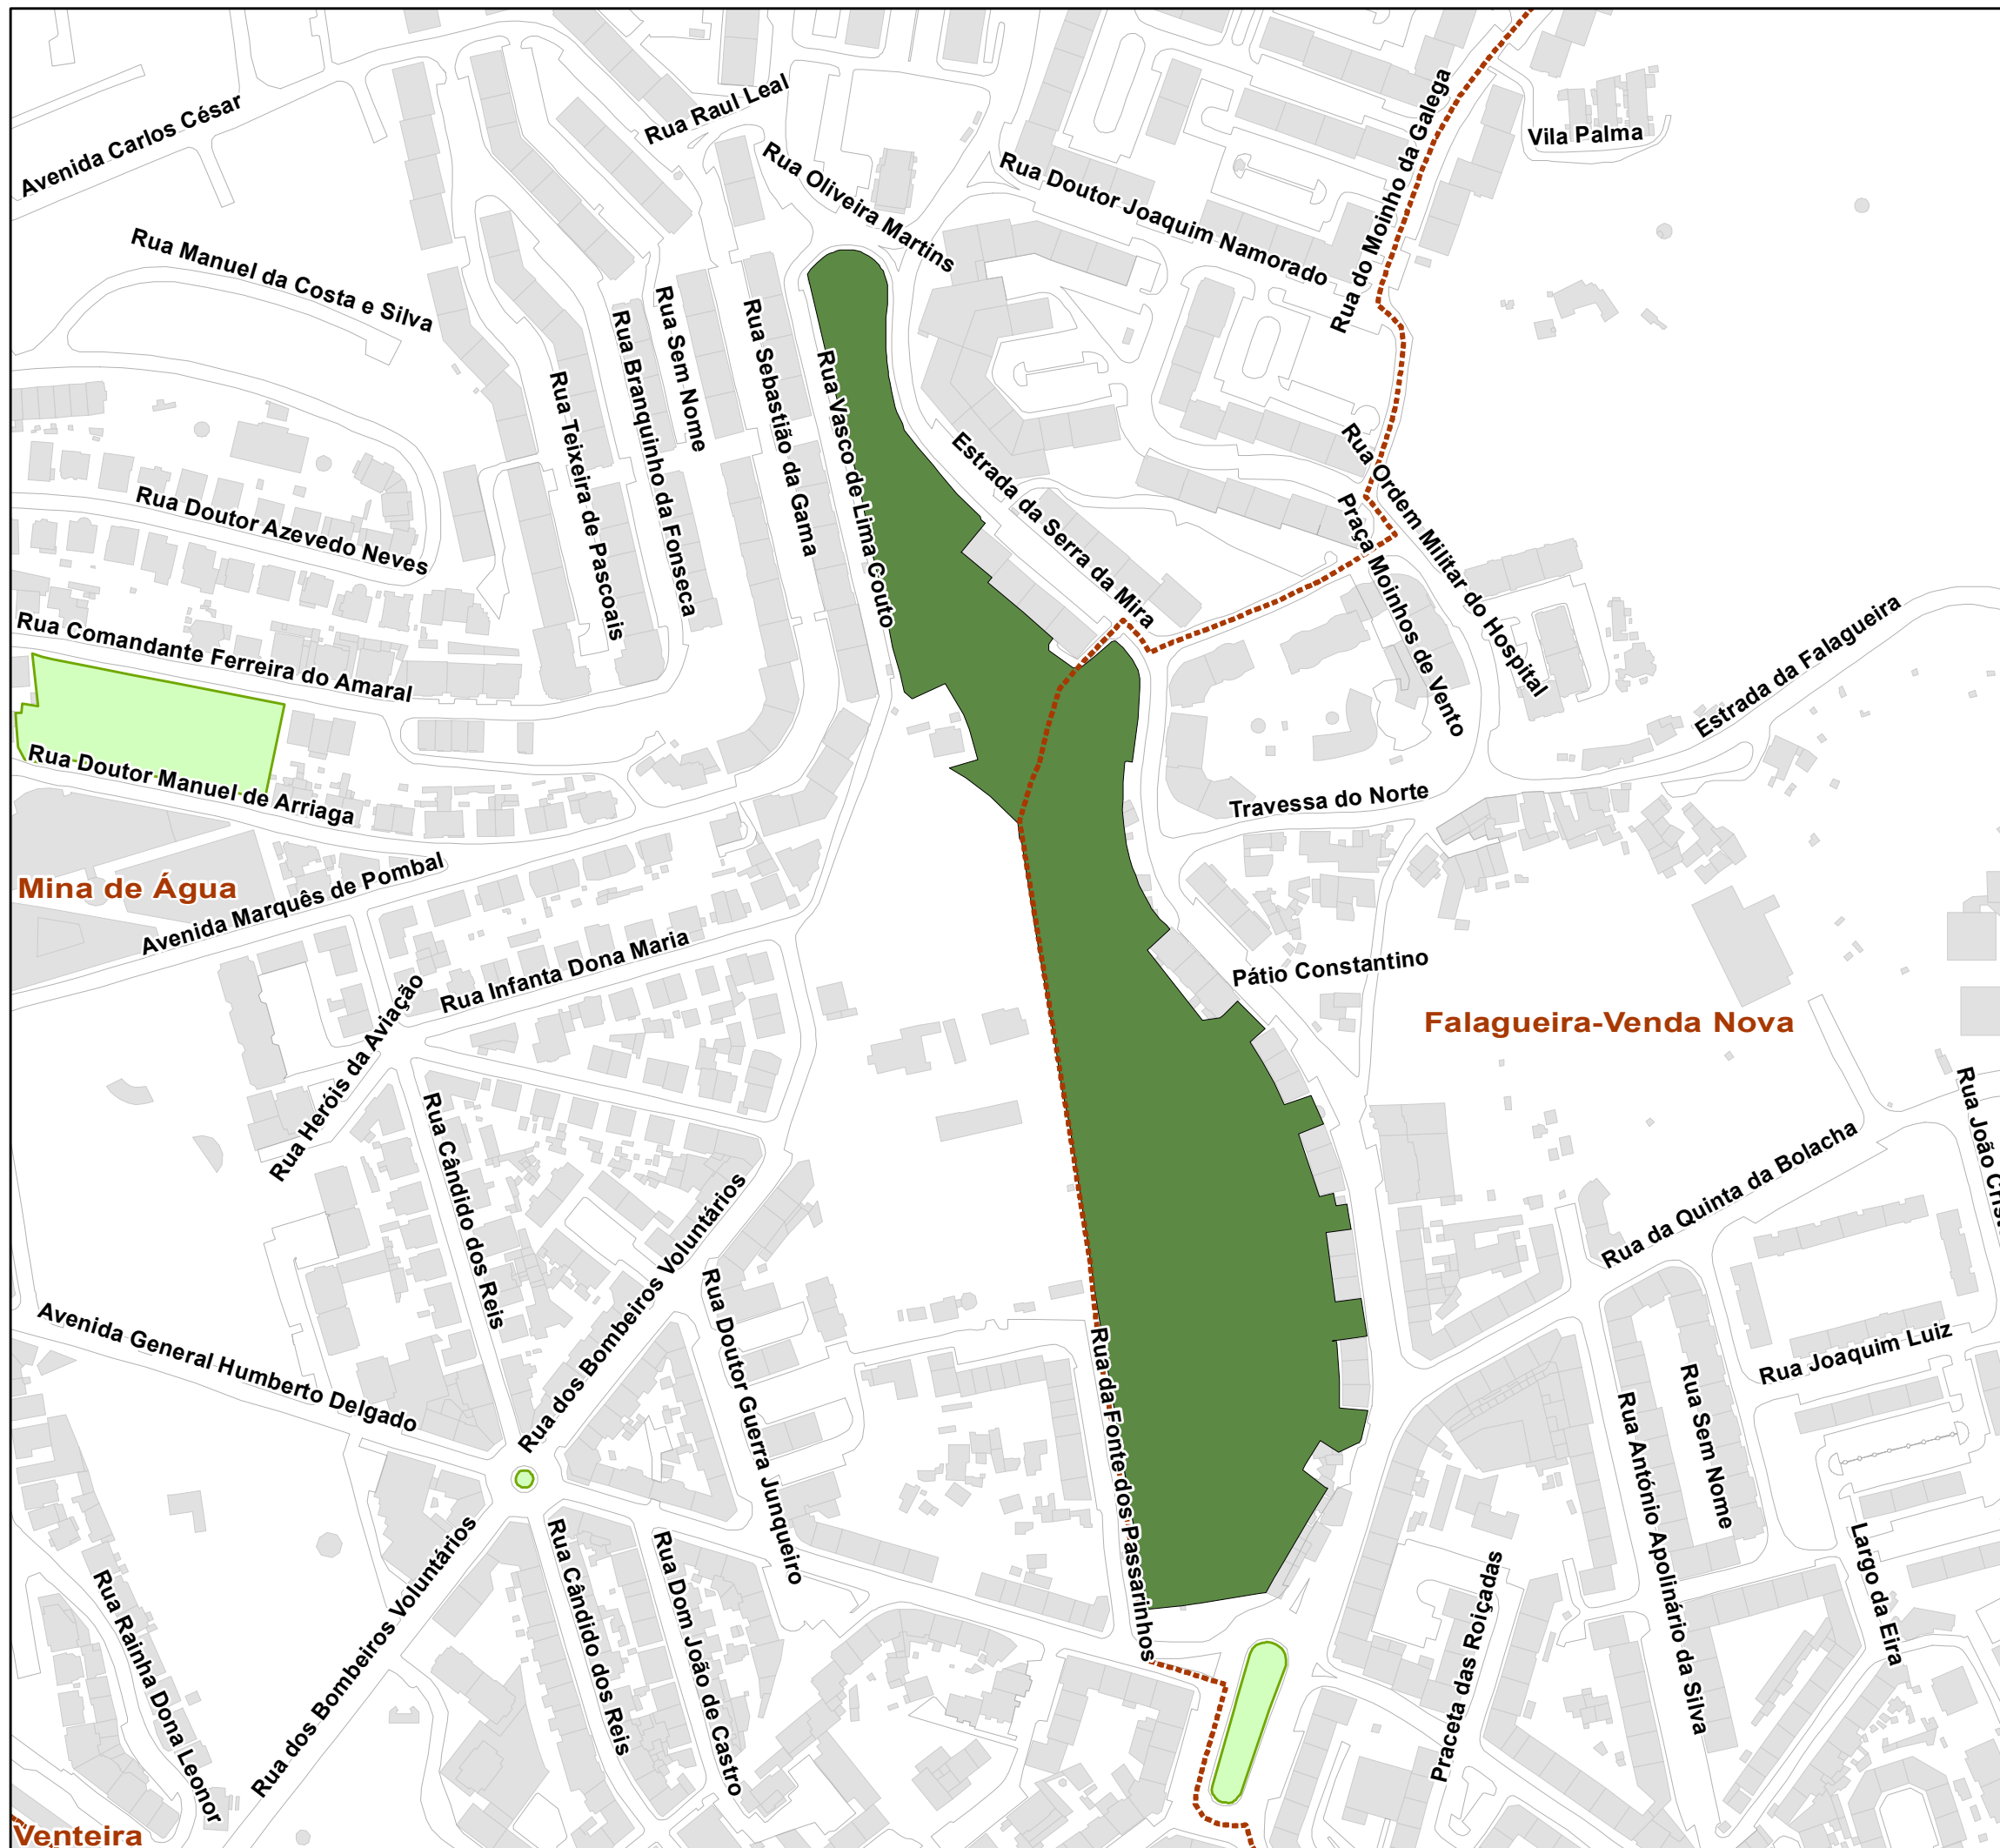 Avenida Carlos César
Rua Raul Leal
Rua Oliveira Martins
Rua Doutor Joaquim Namorado
Rua do Moinho da Galega
Vila Palma
Rua Manuel da Costa e Silva
Rua Teixeira de Pascoais
Rua Branquinho da Fonseca
Rua Sem Nome
Rua Sebastião da Gama
Rua Vasco de Lima Couto
Estrada da Serra da Mira
Rua Ordem Militar do Hospital
Praça Moinhos de Vento
Rua Doutor Azevedo Neves
Rua Comandante Ferreira do Amaral
Rua Doutor Manuel de Arriaga
Estrada da Falagueira
Travessa do Norte
Mina de Água
Avenida Marquês de Pombal
Rua Infanta Dona Maria
Pátio Constantino
Falagueira-Venda Nova
Rua Heróis da Aviação
Rua Cândido dos Reis
Rua dos Bombeiros Voluntários
Rua Doutor Guerra Junqueiro
Rua da Quinta da Bolacha
Avenida General Humberto Delgado
Rua da Fonte dos Passarinhos
Rua Joaquim Luiz
Rua Sem Nome
Rua António Apolinário da Silva
Largo da Eira
Rua Rainha Dona Leonor
Rua dos Bombeiros Voluntários
Rua Cândido dos Reis
Rua Dom João de Castro
Praceta das Roiçadas
Rua João
Venteira